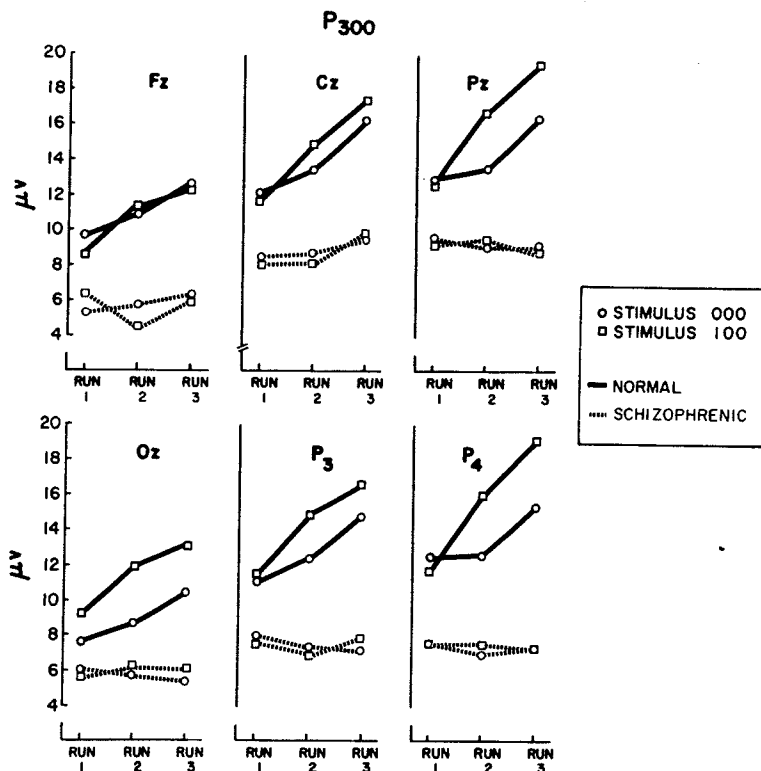 P300
Fz
Cz
Pz
20
18
16
14
12
10
8
6
4
μv
RUN 1
RUN 2
RUN 3
RUN 1
RUN 2
RUN 3
RUN 1
RUN 2
RUN 3
STIMULUS 000
STIMULUS 100
NORMAL
SCHIZOPHRENIC
Oz
P3
P4
20
18
16
14
12
10
8
6
4
μv
RUN 1
RUN 2
RUN 3
RUN 1
RUN 2
RUN 3
RUN 1
RUN 2
RUN 3